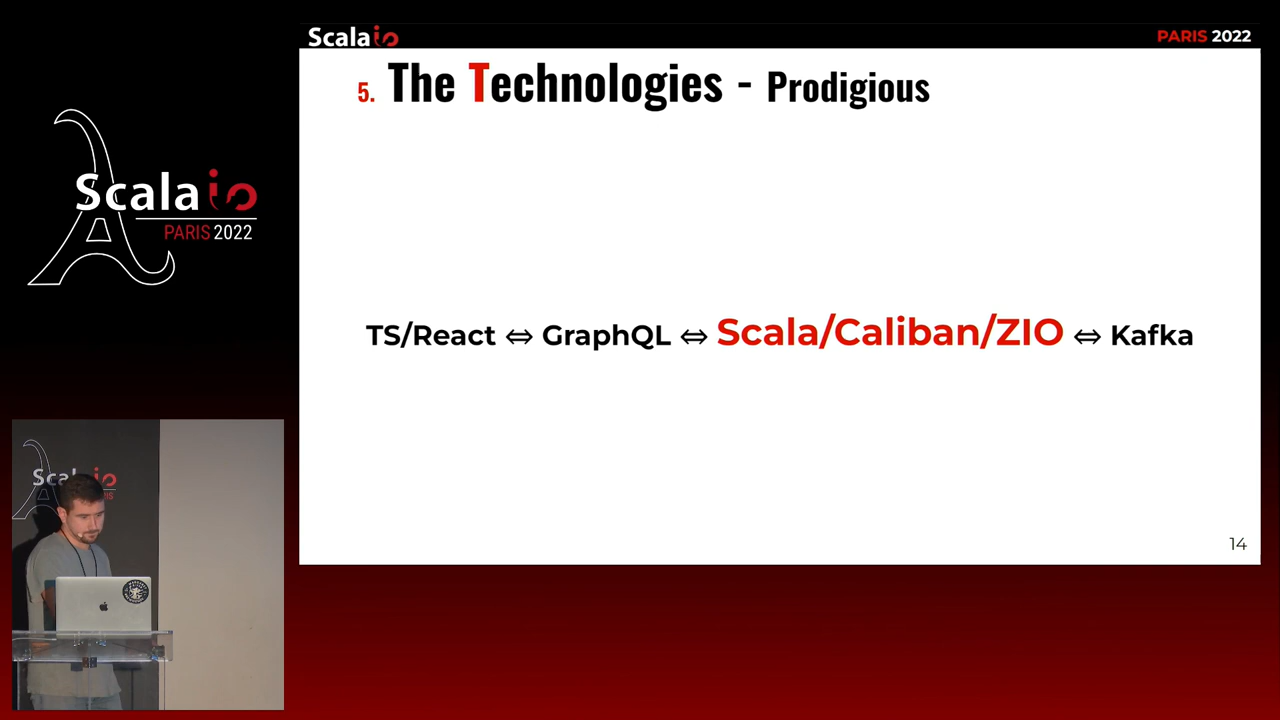 Scalaio
PARIS 2022
5. The Technologies - Prodigious
Scalaio
PARIS 2022
TS/React ⇔ GraphQL ⇔ Scala/Caliban/ZIO ⇔ Kafka
14